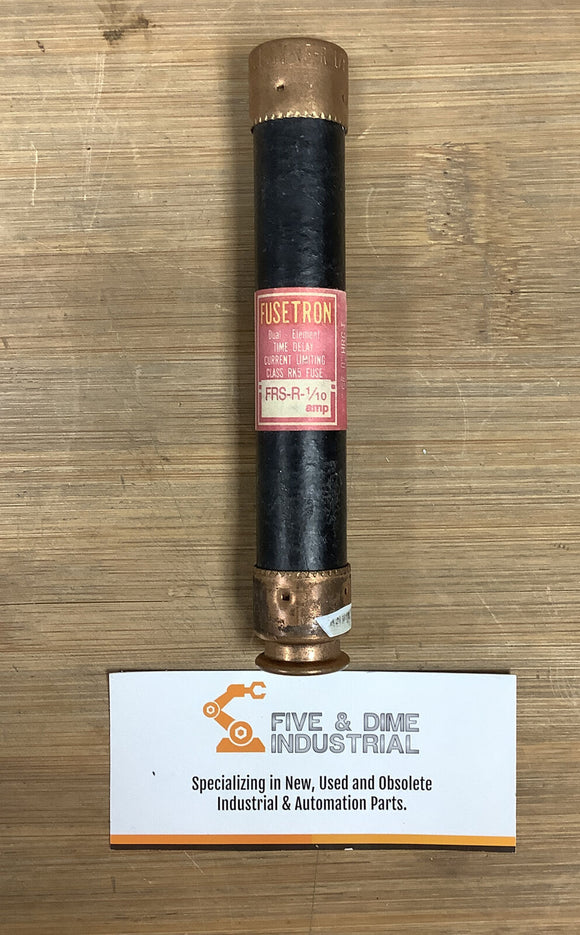 FUSETRON
Dual - Element
TIME DELAY
CURRENT LIMITING
CLASS RK5 FUSE
FRS-R-1/10
amp
FIVE & DIME
INDUSTRIAL
Specializing in New, Used and Obsolete
Industrial & Automation Parts.